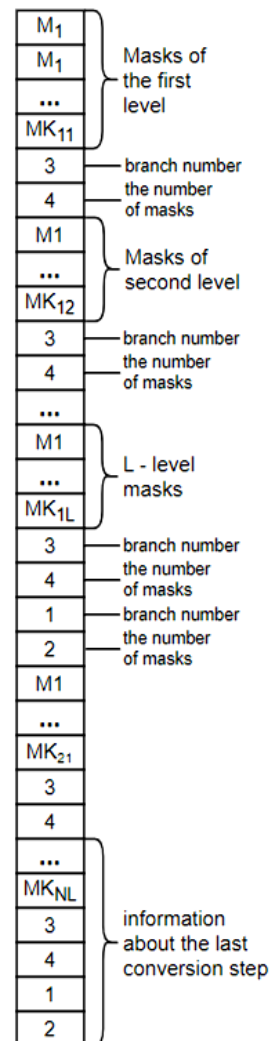 M1
M1
...
MK11
Masks of
the first
level
3
branch number
4
the number
of masks
M1
...
MK12
Masks of
second level
3
branch number
4
the number
of masks
...
M1
...
MK1L
L - level
masks
3
branch number
4
the number
of masks
1
branch number
2
the number
of masks
M1
...
MK21
3
4
...
MKNL
3
4
1
2
information
about the last
conversion step